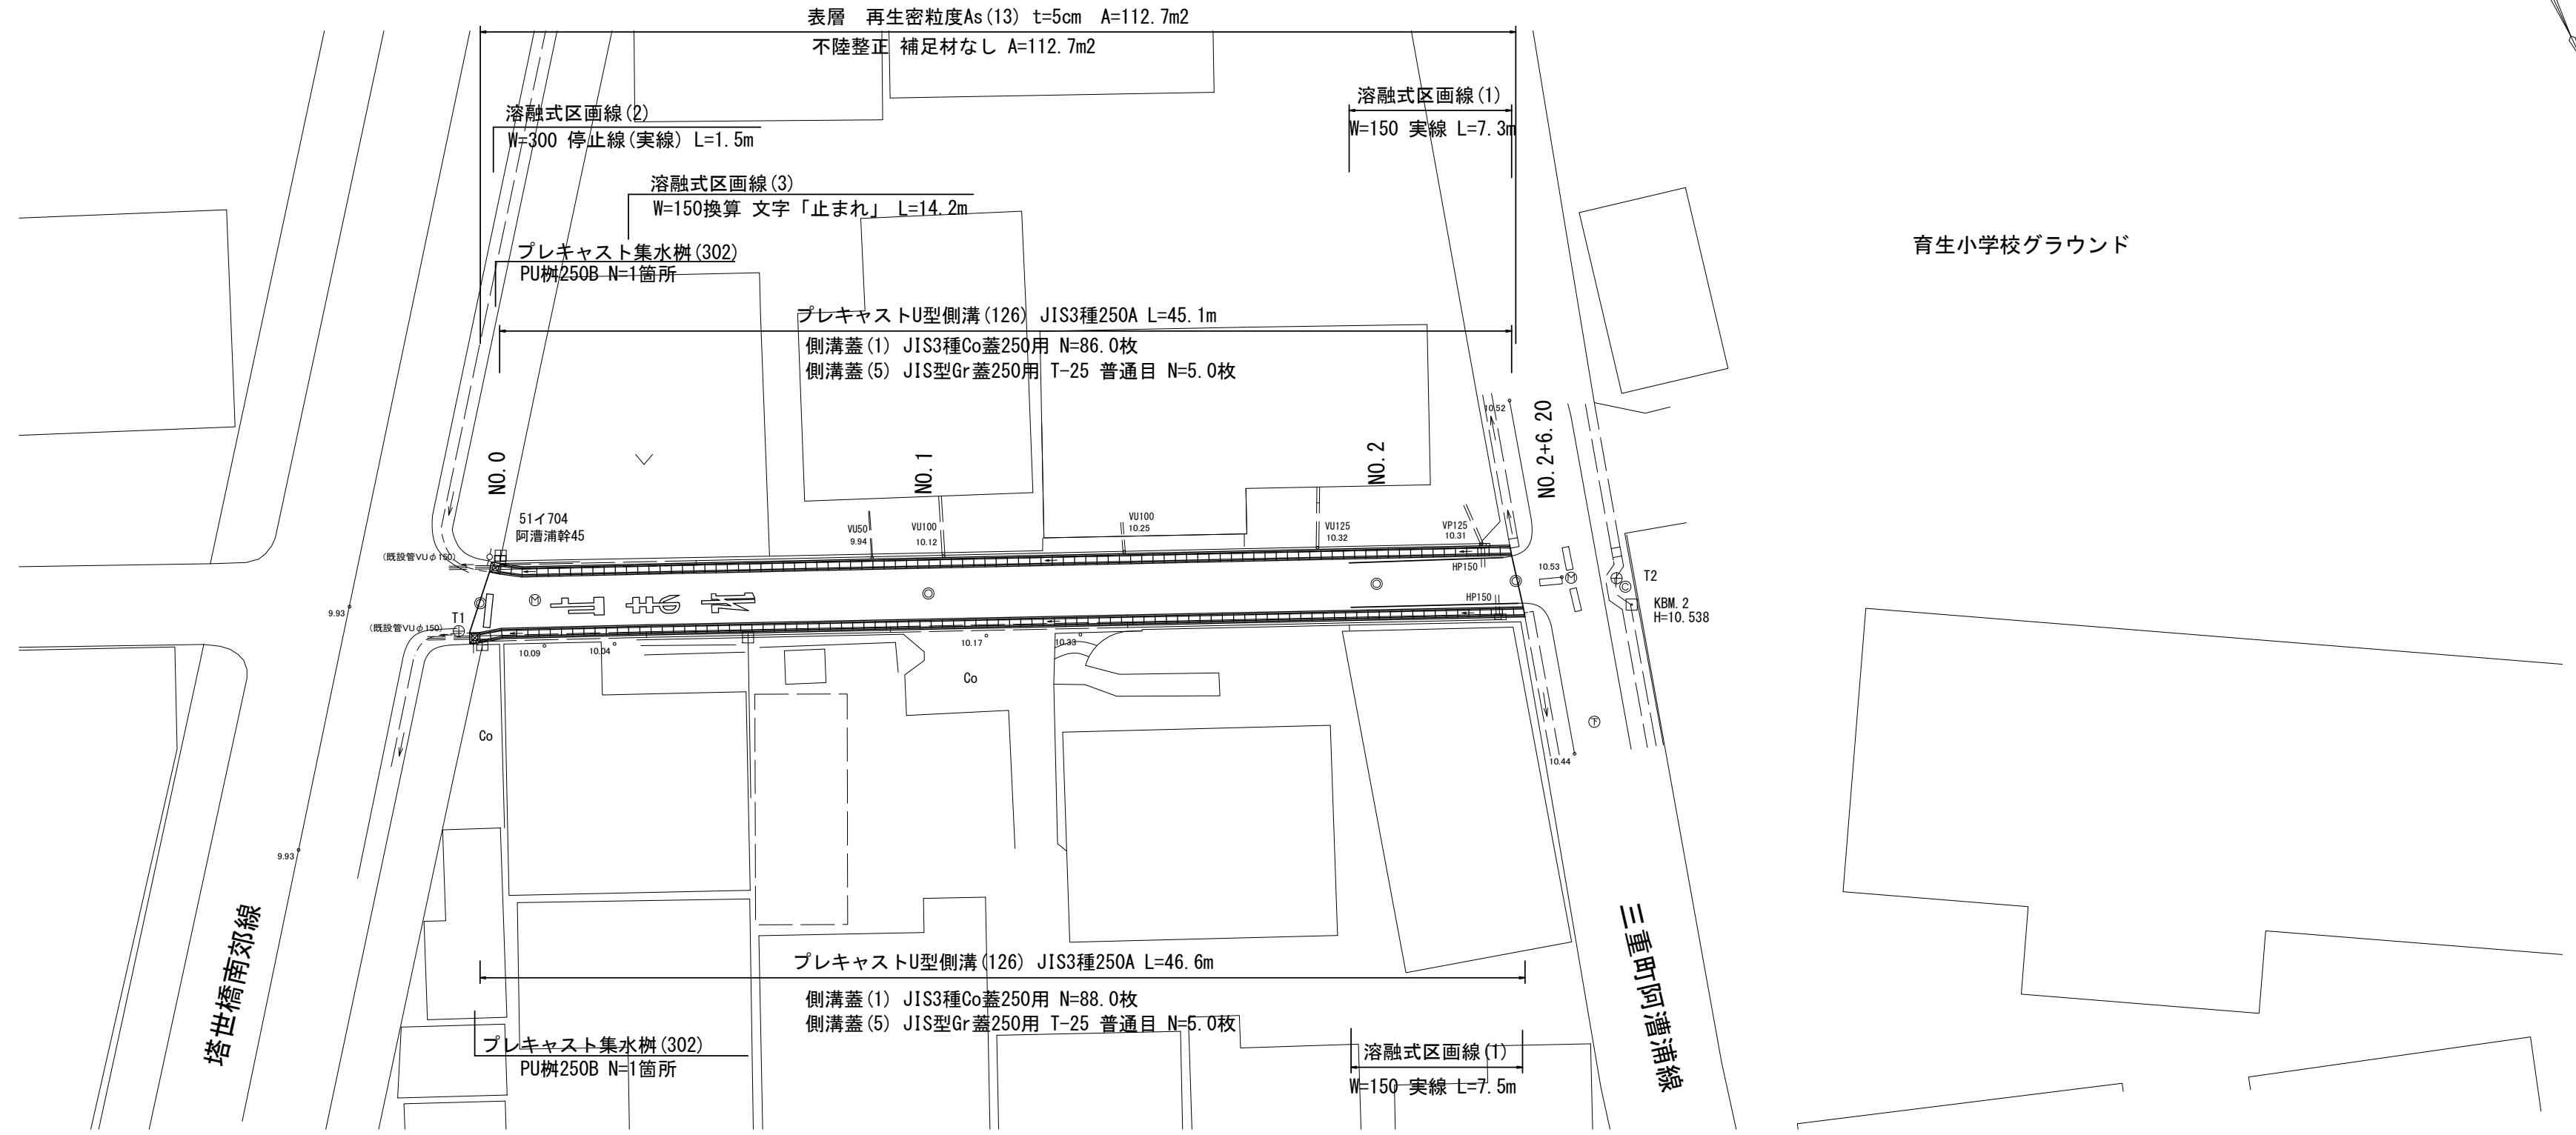 表層　再生密粒度As(13) t=5cm　A=112.7m2
不陸整正 補足材なし A=112.7m2
溶融式区画線(2)
W=300 停止線(実線) L=1.5m
溶融式区画線(1)
W=150 実線 L=7.3m
溶融式区画線(3)
W=150換算 文字「止まれ」 L=14.2m
プレキャスト集水桝(302)
PU桝250B N=1箇所
育生小学校グラウンド
プレキャストU型側溝(126) JIS3種250A L=45.1m
側溝蓋(1) JIS3種Co蓋250用 N=86.0枚
側溝蓋(5) JIS型Gr蓋250用 T-25 普通目 N=5.0枚
NO.0
NO.1
NO.2
NO.2+6.20
10.52
51イ704
阿漕浦幹45
(既設管VUφ150)
VU50
9.94
VU100
10.12
VU100
10.25
VU125
10.32
VP125
10.31
HP150
10.53
M
T2
C
KBM.2
H=10.538
9.93
T1
(既設管VUφ150)
M
止まれ
HP150
10.09
10.04
10.17
10.33
Co
Co
下
10.44
9.93
塔世橋南郊線
三重町阿漕浦線
プレキャストU型側溝(126) JIS3種250A L=46.6m
側溝蓋(1) JIS3種Co蓋250用 N=88.0枚
側溝蓋(5) JIS型Gr蓋250用 T-25 普通目 N=5.0枚
プレキャスト集水桝(302)
PU桝250B N=1箇所
溶融式区画線(1)
W=150 実線 L=7.5m